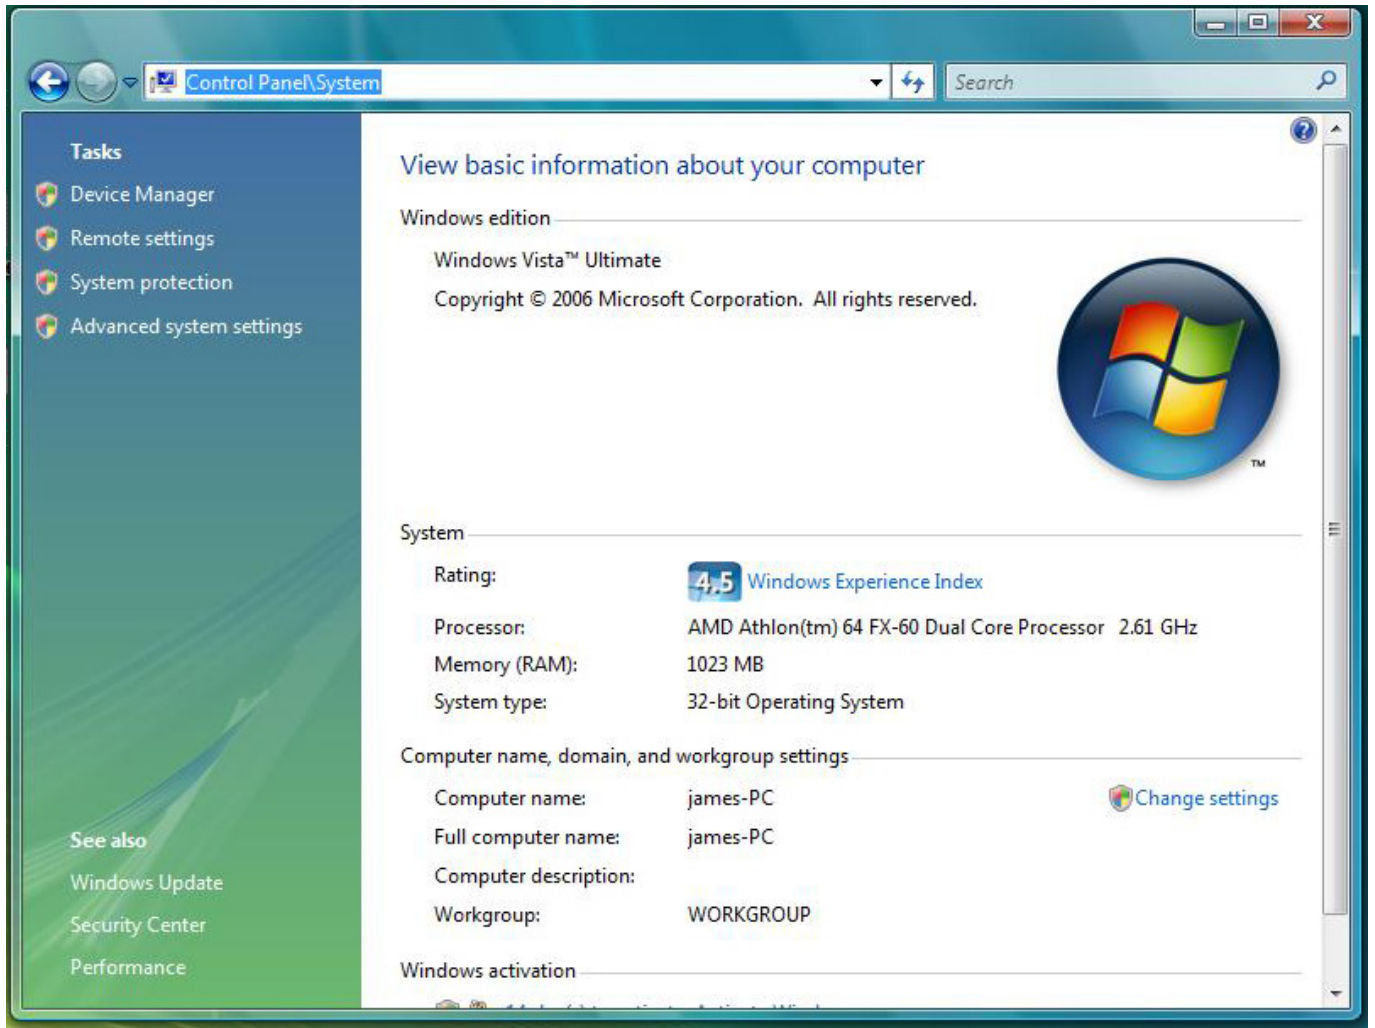 Control Panel\System
Search
Tasks
Device Manager
Remote settings
System protection
Advanced system settings
See also
Windows Update
Security Center
Performance
View basic information about your computer
Windows edition
Windows Vista™ Ultimate
Copyright © 2006 Microsoft Corporation. All rights reserved.
TM
System
Rating: 4.5 Windows Experience Index
Processor: AMD Athlon(tm) 64 FX-60 Dual Core Processor 2.61 GHz
Memory (RAM): 1023 MB
System type: 32-bit Operating System
Computer name, domain, and workgroup settings
Computer name: james-PC Change settings
Full computer name: james-PC
Computer description:
Workgroup: WORKGROUP
Windows activation